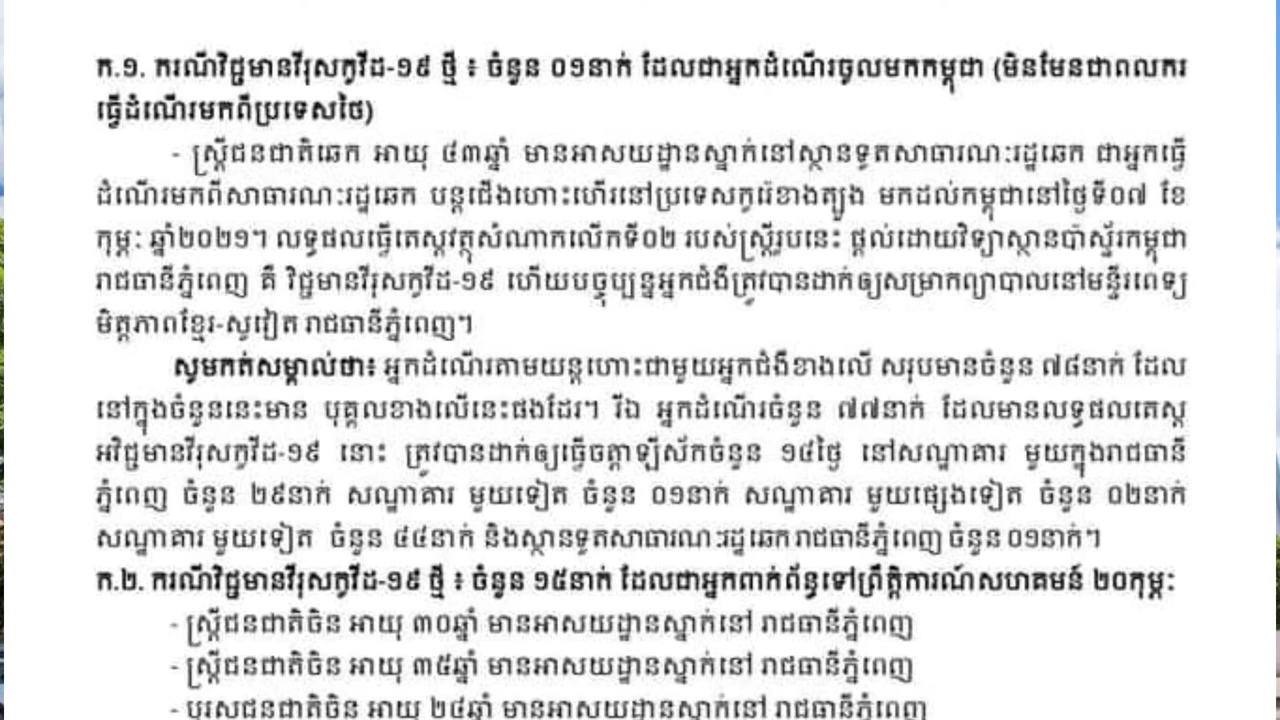 ក.១. ករណីវិជ្ជមានវីរុសកូវីដ-១៩ ថ្មី ៖ ចំនួន ០១នាក់ ដែលជាអ្នកដំណើរចូលមកកម្ពុជា (មិនមែនជាពលករ
ធ្វើដំណើរមកពីប្រទេសថៃ)
- ស្ត្រីជនជាតិឆេក អាយុ ៤៣ឆ្នាំ មានអាសយដ្ឋានស្នាក់នៅស្ថានទូតសាធារណៈរដ្ឋឆេក ជាអ្នកធ្វើ
ដំណើរមកពីសាធារណៈរដ្ឋឆេក បន្តជើងហោះហើរនៅប្រទេសកូរ៉េខាងត្បូង មកដល់កម្ពុជានៅថ្ងៃទី០៧ ខែ
កុម្ភៈ ឆ្នាំ២០២១។ លទ្ធផលធ្វើតេស្តវត្ថុសំណាកលើកទី០២ របស់ស្ត្រីរូបនេះ ផ្តល់ដោយវិទ្យាស្ថានប៉ាស្ទ័រកម្ពុជា
រាជធានីភ្នំពេញ គឺ វិជ្ជមានវីរុសកូវីដ-១៩ ហើយបច្ចុប្បន្នអ្នកជំងឺត្រូវបានដាក់ឲ្យសម្រាកព្យាបាលនៅមន្ទីរពេទ្យ
មិត្តភាពខ្មែរ-សូវៀត រាជធានីភ្នំពេញ។
សូមកត់សម្គាល់ថា៖ អ្នកដំណើរតាមយន្តហោះជាមួយអ្នកជំងឺខាងលើ សរុបមានចំនួន ៧៨នាក់ ដែល
នៅក្នុងចំនួននេះមាន បុគ្គលខាងលើនេះផងដែរ។ រីឯ អ្នកដំណើរចំនួន ៧៧នាក់ ដែលមានលទ្ធផលតេស្ត
អវិជ្ជមានវីរុសកូវីដ-១៩ នោះ ត្រូវបានដាក់ឲ្យធ្វើចត្តាឡីស័កចំនួន ១៤ថ្ងៃ នៅសណ្ឋាគារ មួយក្នុងរាជធានី
ភ្នំពេញ ចំនួន ២៩នាក់ សណ្ឋាគារ មួយទៀត ចំនួន ០១នាក់ សណ្ឋាគារ មួយផ្សេងទៀត ចំនួន ០២នាក់
សណ្ឋាគារ មួយទៀត ចំនួន ៤៤នាក់ និងស្ថានទូតសាធារណៈរដ្ឋឆេករាជធានីភ្នំពេញ ចំនួន ០១នាក់។
ក.២. ករណីវិជ្ជមានវីរុសកូវីដ-១៩ ថ្មី ៖ ចំនួន ១៥នាក់ ដែលជាអ្នកពាក់ព័ន្ធទៅព្រឹត្តិការណ៍សហគមន៍ ២០កុម្ភៈ
- ស្ត្រីជនជាតិចិន អាយុ ៣០ឆ្នាំ មានអាសយដ្ឋានស្នាក់នៅ រាជធានីភ្នំពេញ
- ស្ត្រីជនជាតិចិន អាយុ ៣៥ឆ្នាំ មានអាសយដ្ឋានស្នាក់នៅ រាជធានីភ្នំពេញ
- បុរសជនជាតិចិន អាយុ ២៤ឆ្នាំ មានអាសយដ្ឋានស្នាក់នៅ រាជធានីភ្នំពេញ